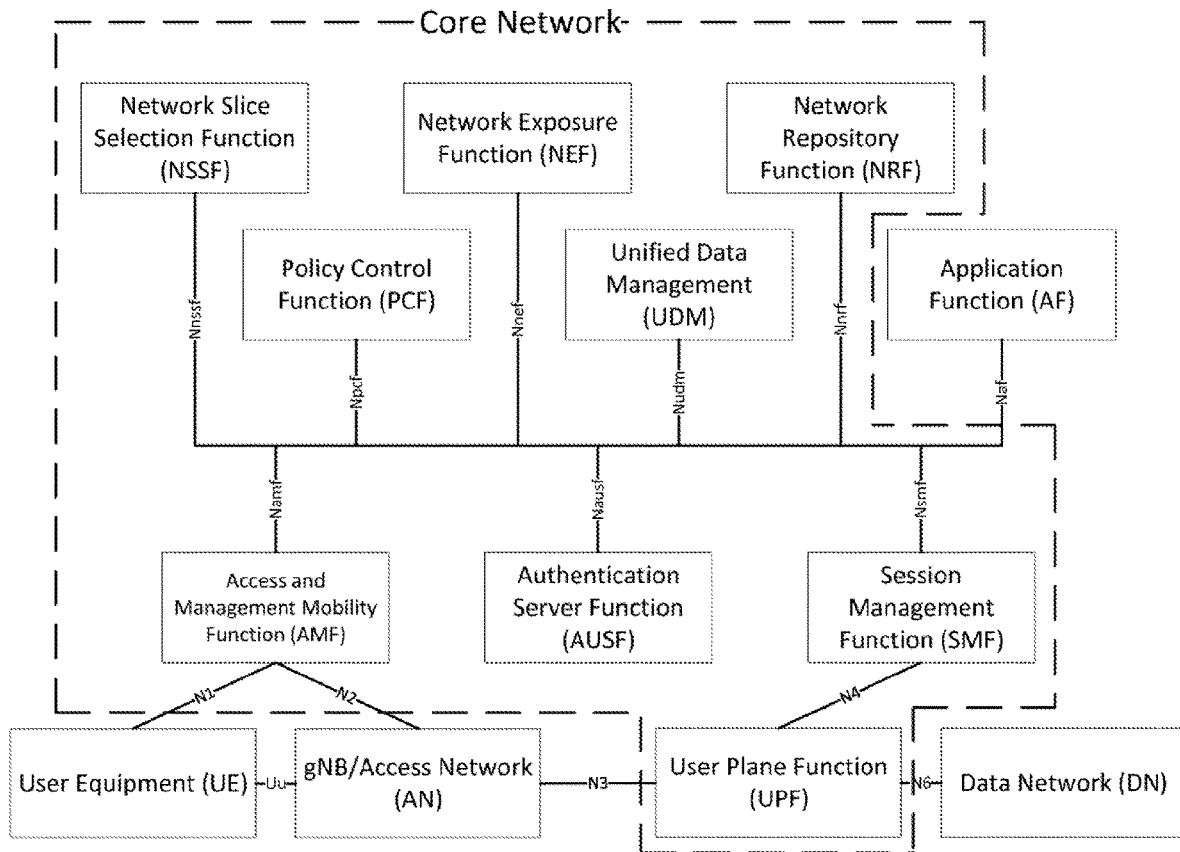 Core Network
Network Slice
Selection Function
(NSSF)
Network Exposure
Function (NEF)
Network
Repository
Function (NRF)
Policy Control
Function (PCF)
Unified Data
Management
(UDM)
Application
Function (AF)
Nnssf
Npcf
Nnef
Nudm
Nnrf
Naf
Namf
Nausf
Nsmf
Access and
Management Mobility
Function (AMF)
Authentication
Server Function
(AUSF)
Session
Management
Function (SMF)
N1
N2
N4
User Equipment (UE)
Uu
gNB/Access Network
(AN)
N3
User Plane Function
(UPF)
N6
Data Network (DN)